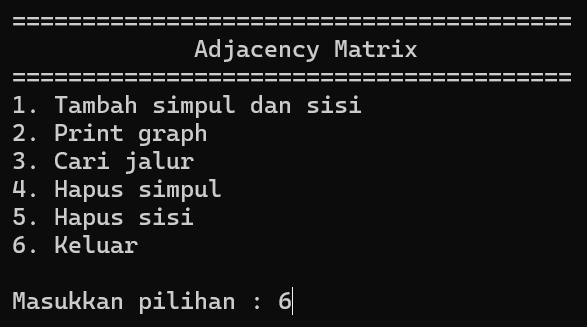 ========================================
Adjacency Matrix
========================================
1. Tambah simpul dan sisi
2. Print graph
3. Cari jalur
4. Hapus simpul
5. Hapus sisi
6. Keluar
Masukkan pilihan : 6